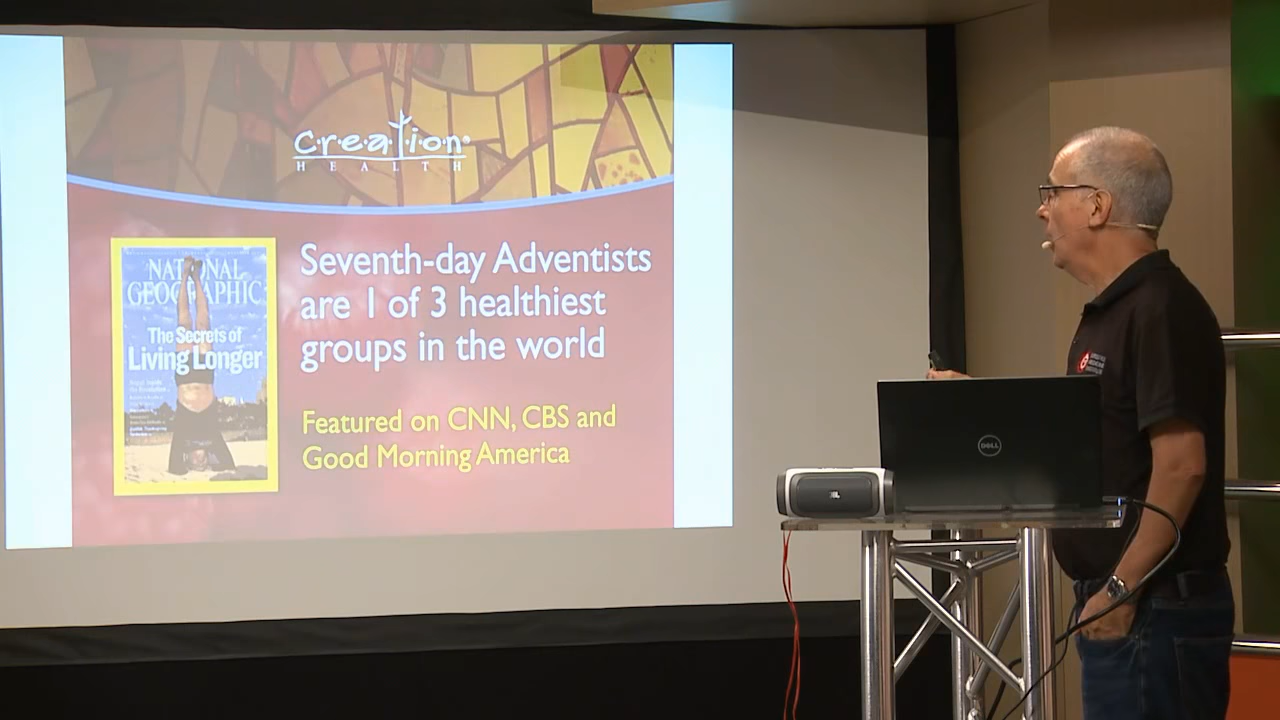 Creation®
HEALTH
NATIONAL
GEOGRAPHIC
The Secrets of
Living Longer
Seventh-day Adventists
are 1 of 3 healthiest
groups in the world
Featured on CNN, CBS and
Good Morning America
DELL
JBL